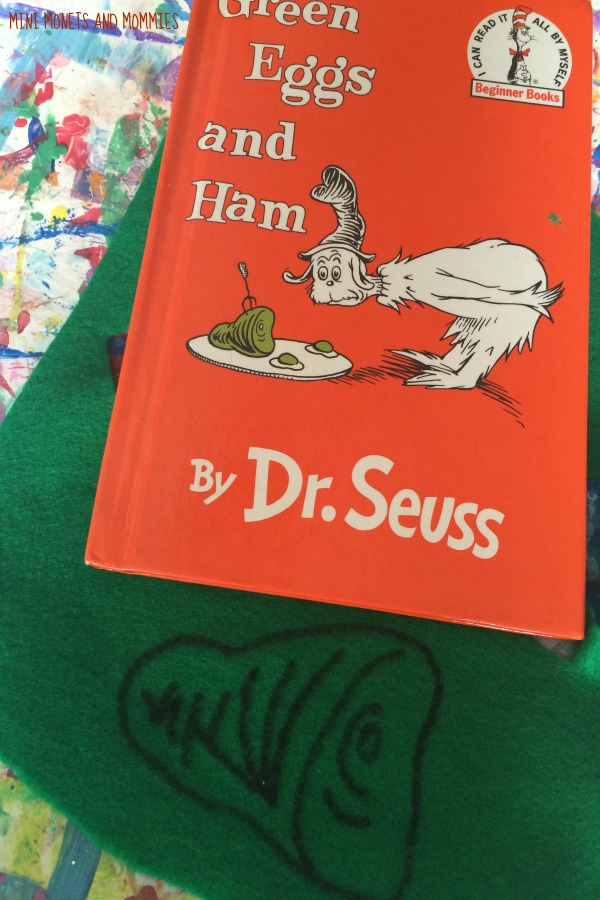 MINI MONETS AND MOMMIES
Green
Eggs
and
Ham
I CAN READ IT ALL BY MYSELF
Beginner Books
By Dr. Seuss